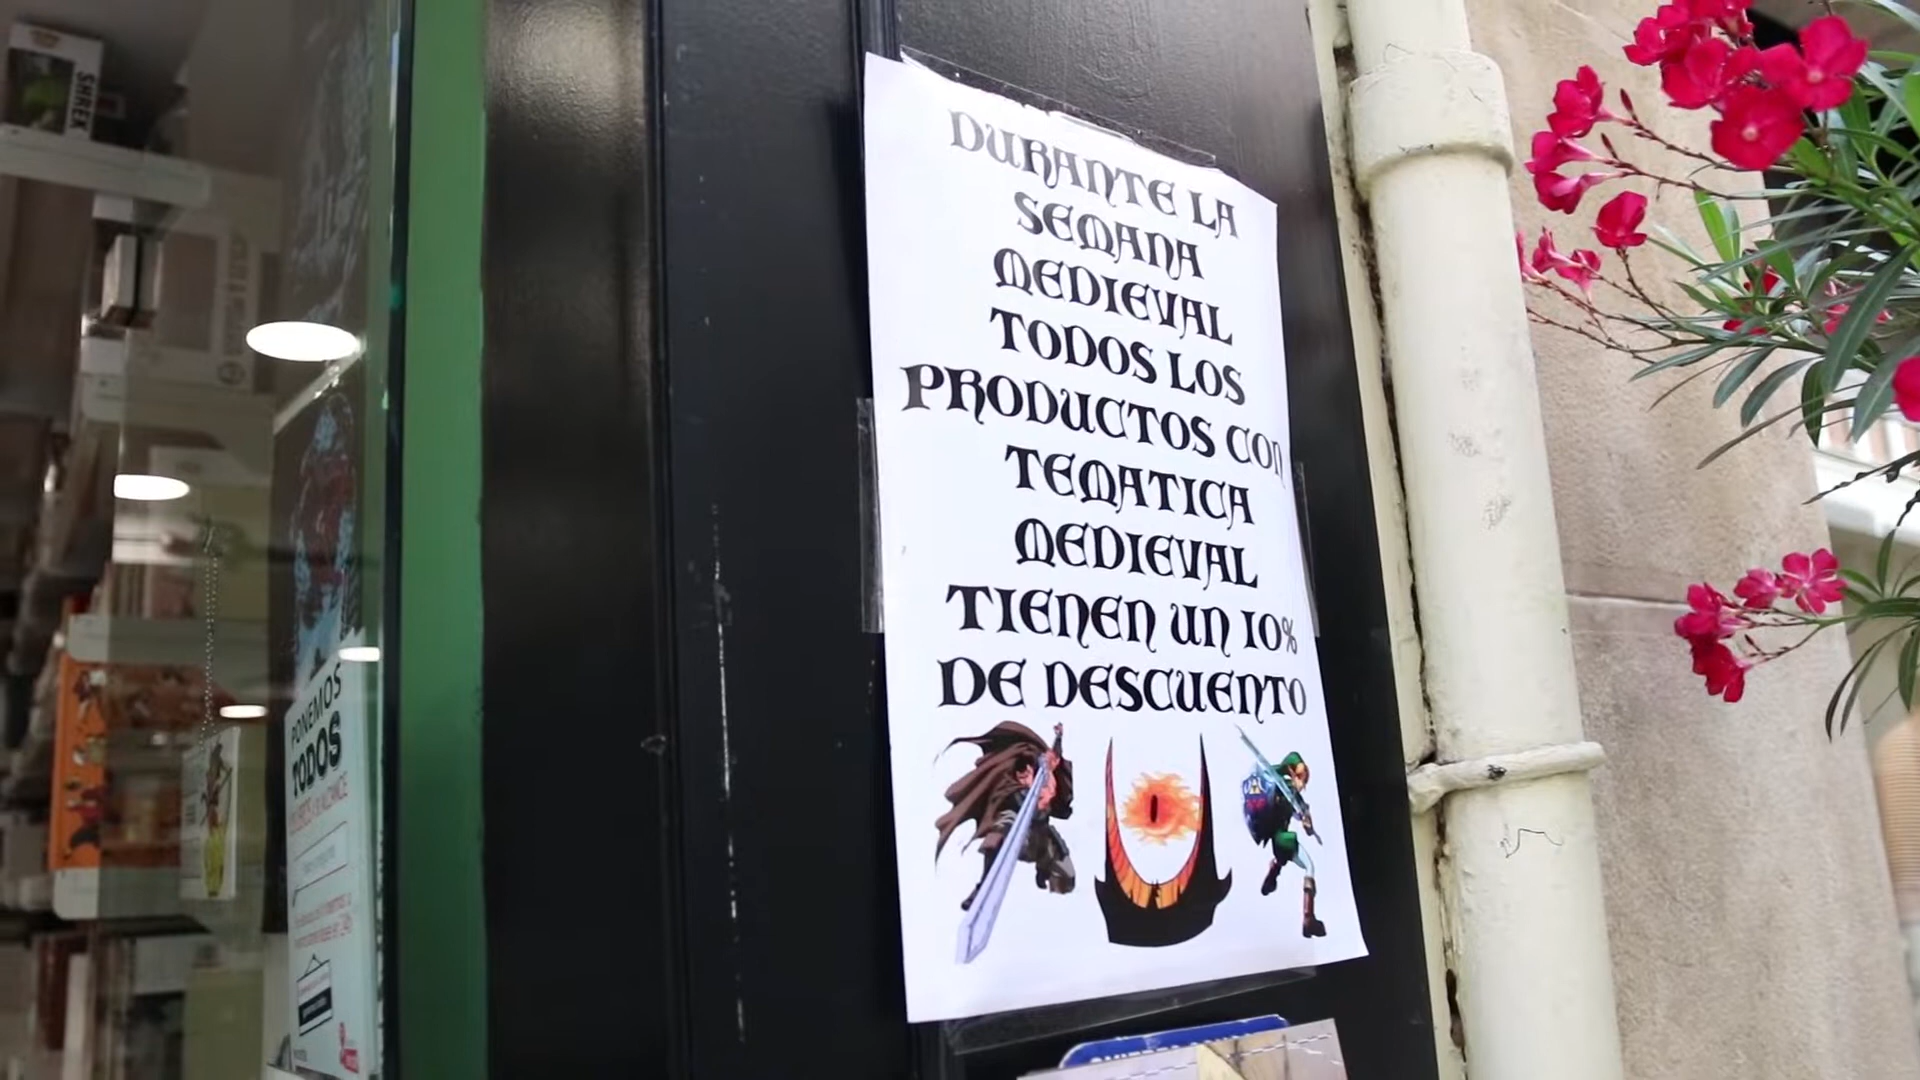 SHREK
DURANTE LA
SEMANA
MEDIEVAL
TODOS LOS
PRODUCTOS CON
TEMATICA
MEDIEVAL
TIENEN UN 10%
DE DESCUENTO
PONEMOS
TODOS